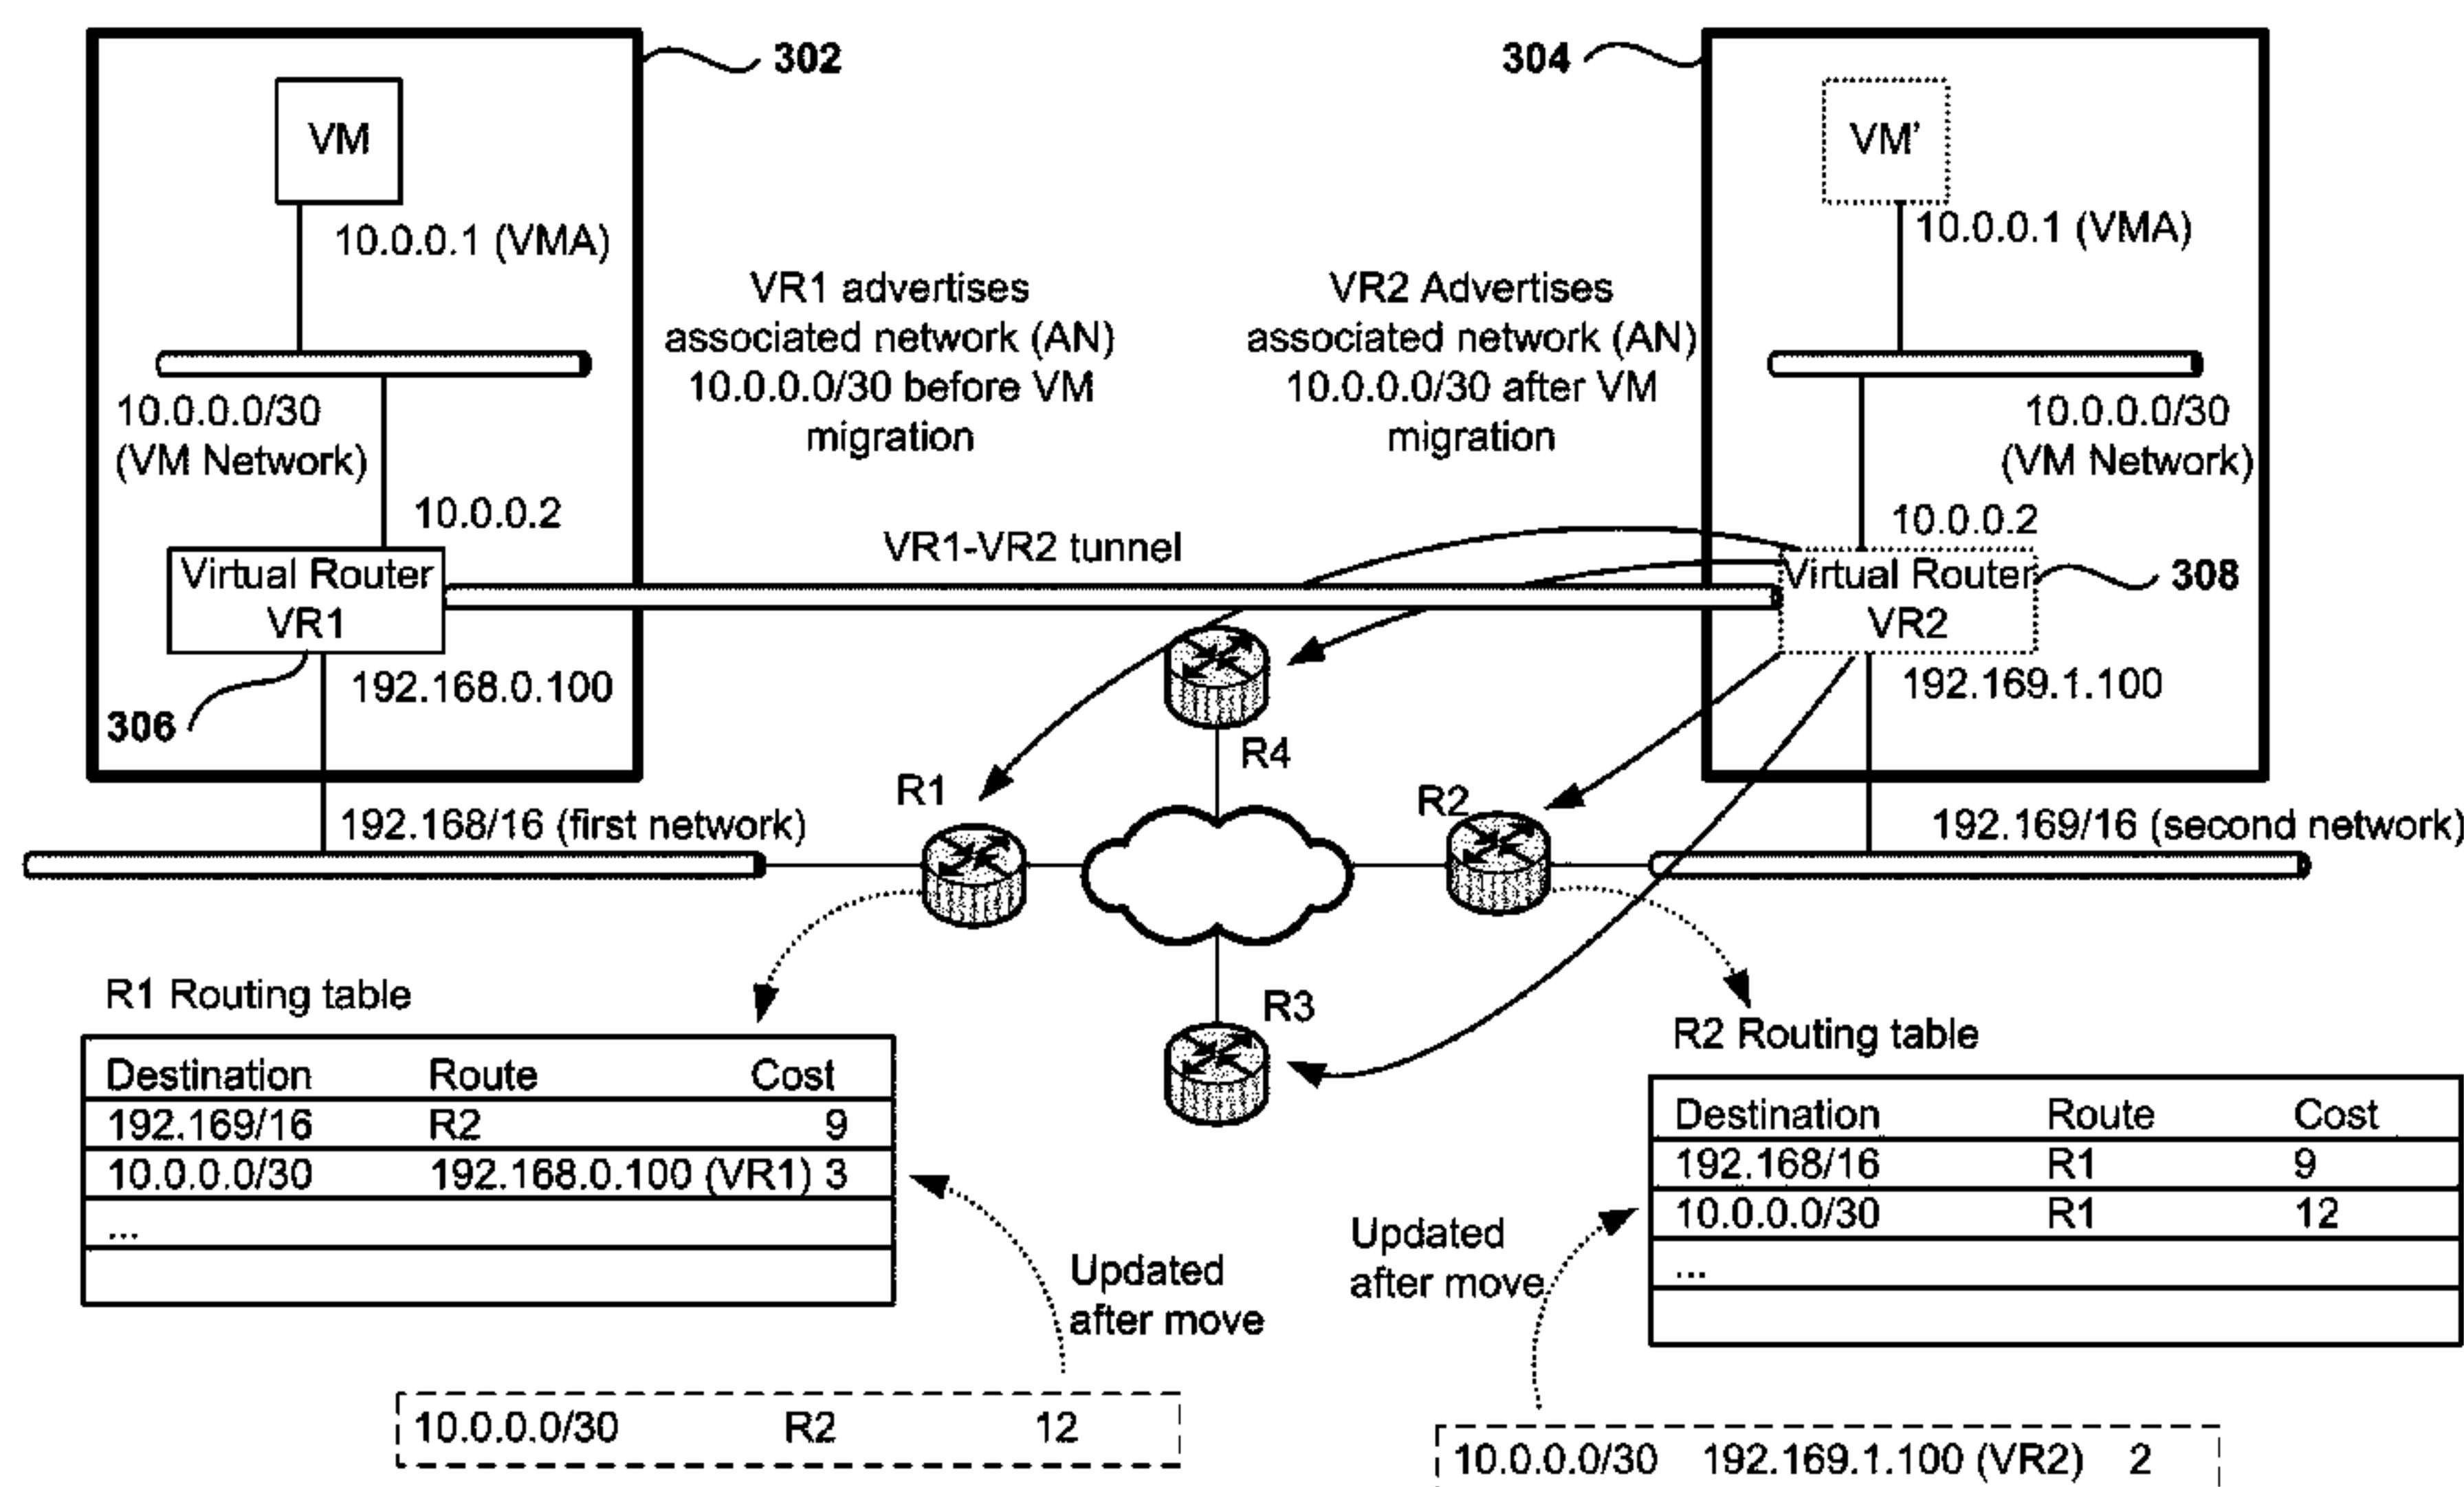 302
304
VM
VM'
10.0.0.1 (VMA)
10.0.0.1 (VMA)
VR1 advertises
associated network (AN)
10.0.0.0/30 before VM
migration
VR2 Advertises
associated network (AN)
10.0.0.0/30 after VM
migration
10.0.0.0/30
(VM Network)
10.0.0.0/30
(VM Network)
10.0.0.2
10.0.0.2
VR1-VR2 tunnel
Virtual Router
VR1
Virtual Router
VR2
308
192.168.0.100
192.169.1.100
306
R4
R1
R2
192.168/16 (first network)
192.169/16 (second network)
R3
R1 Routing table
Destination Route Cost
192.169/16 R2 9
10.0.0.0/30 192.168.0.100 (VR1) 3
...
R2 Routing table
Destination Route Cost
192.168/16 R1 9
10.0.0.0/30 R1 12
...
Updated
after move
Updated
after move
10.0.0.0/30 R2 12
10.0.0.0/30 192.169.1.100 (VR2) 2